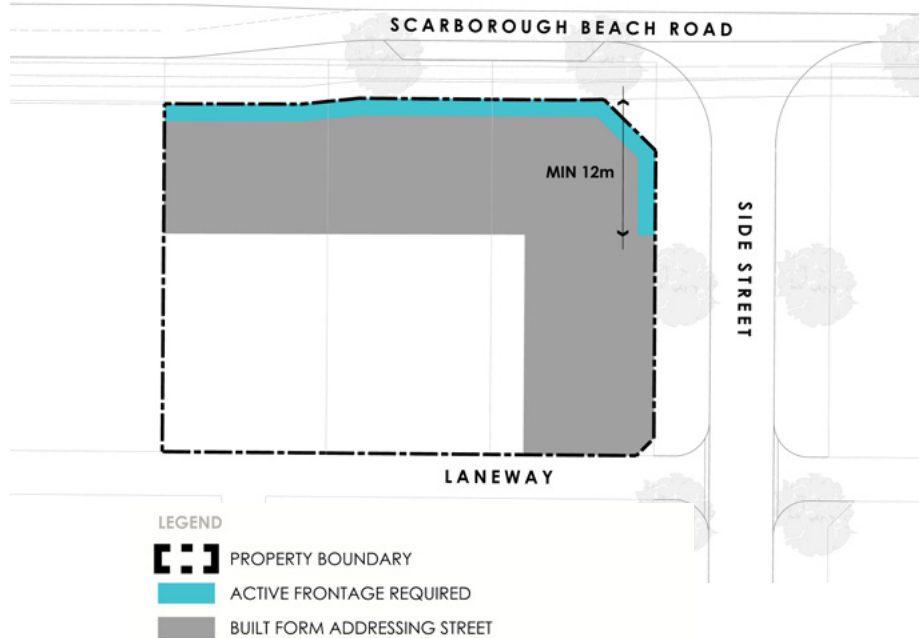 SCARBOROUGH BEACH ROAD
MIN 12m
SIDE STREET
LANEWAY
LEGEND
PROPERTY BOUNDARY
ACTIVE FRONTAGE REQUIRED
BUILT FORM ADDRESSING STREET